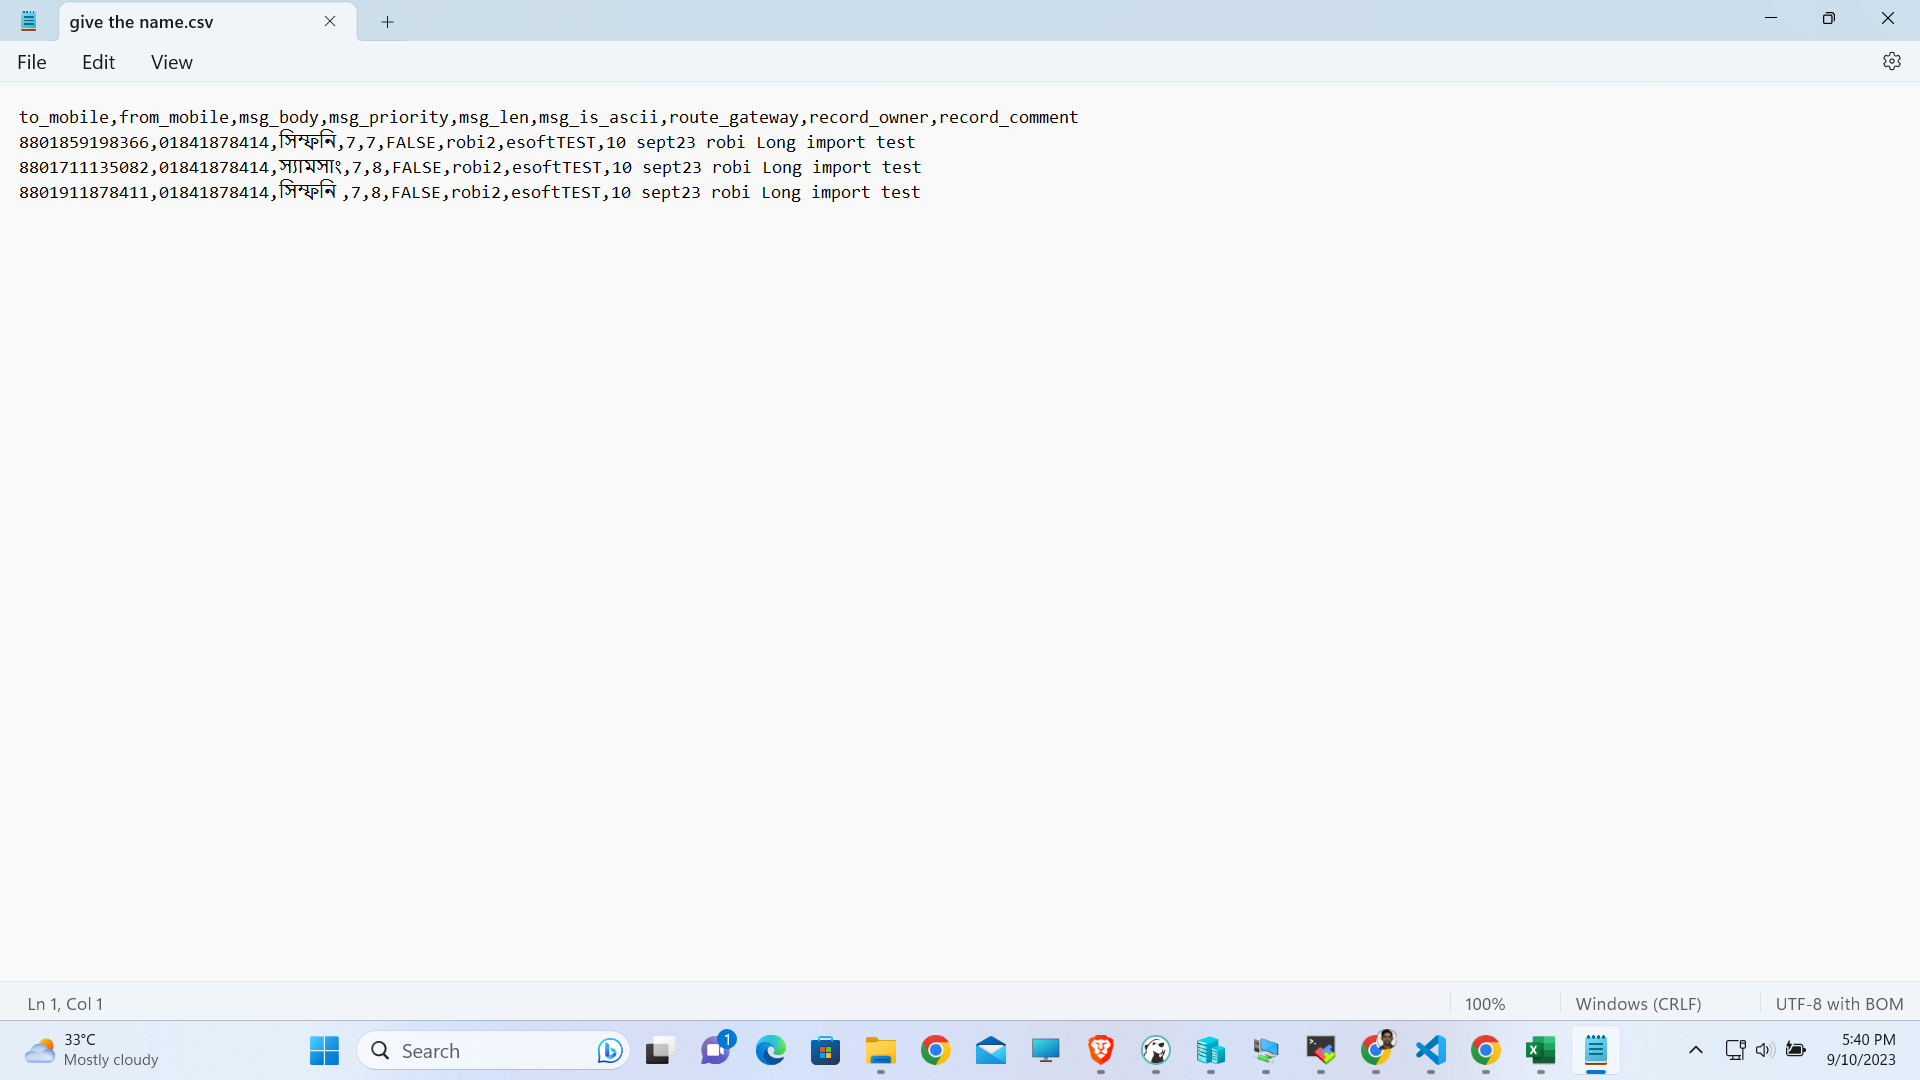 give the name.csv
File Edit View
to_mobile,from_mobile,msg_body,msg_priority,msg_len,msg_is_ascii,route_gateway,record_owner,record_comment
8801859198366,01841878414,সিম্ফনি,7,7,FALSE,robi2,esoftTEST,10 sept23 robi Long import test
8801711135082,01841878414,স্যামসাং,7,8,FALSE,robi2,esoftTEST,10 sept23 robi Long import test
8801911878411,01841878414,সিম্ফনি ,7,8,FALSE,robi2,esoftTEST,10 sept23 robi Long import test
Ln 1, Col 1 100% Windows (CRLF) UTF-8 with BOM
33°C
Mostly cloudy
Search
1
5:40 PM
9/10/2023